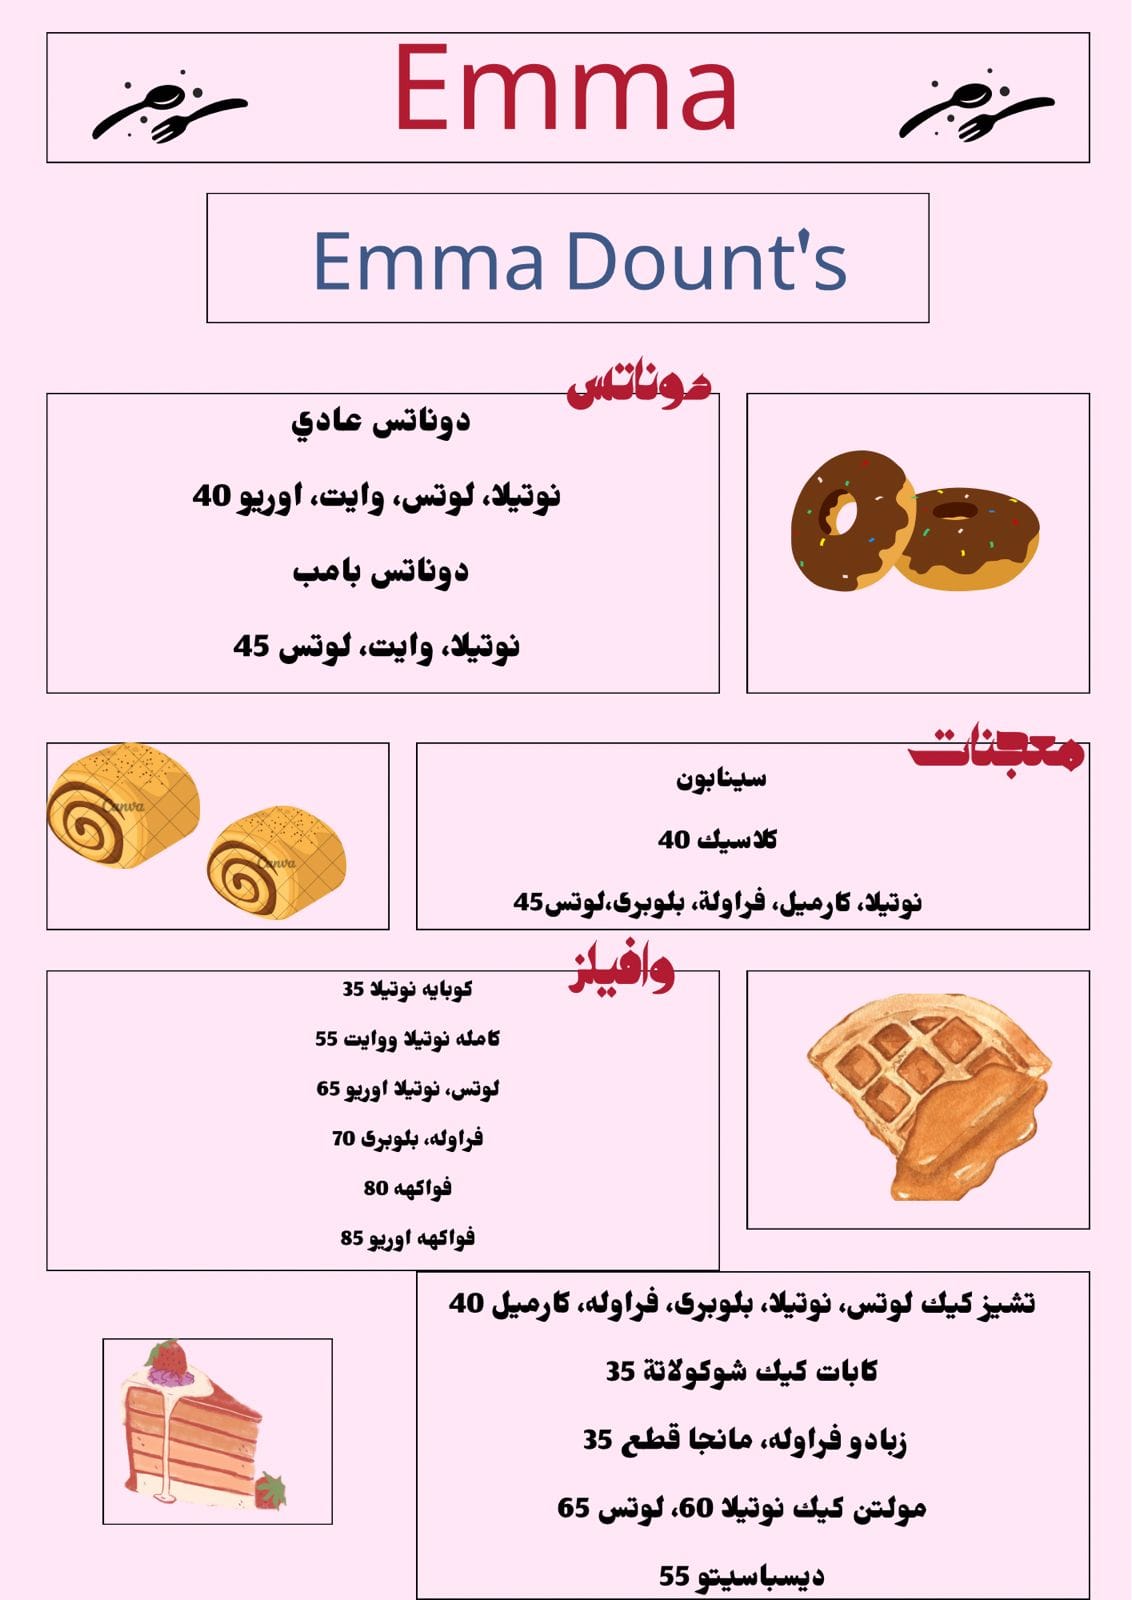 Emma
Emma Dount's
دوناتس
دوناتس عادي
نوتيلا، لوتس، وايت، اوريو 40
دوناتس بامب
نوتيلا، وايت، لوتس 45
معجنات
سينابون
كلاسيك 40
نوتيلا، كارميل، فراولة، بلوبرى،لوتس45
Canva
Canva
وافيلز
كوبايه نوتيلا 35
كامله نوتيلا ووايت 55
لوتس، نوتيلا اوريو 65
فراوله، بلوبرى 70
فواكهه 80
فواكهه اوريو 85
تشيز كيك لوتس، نوتيلا، بلوبرى، فراوله، كارميل 40
كابات كيك شوكولاتة 35
زبادو فراوله، مانجا قطع 35
مولتن كيك نوتيلا 60، لوتس 65
ديسباسيتو 55